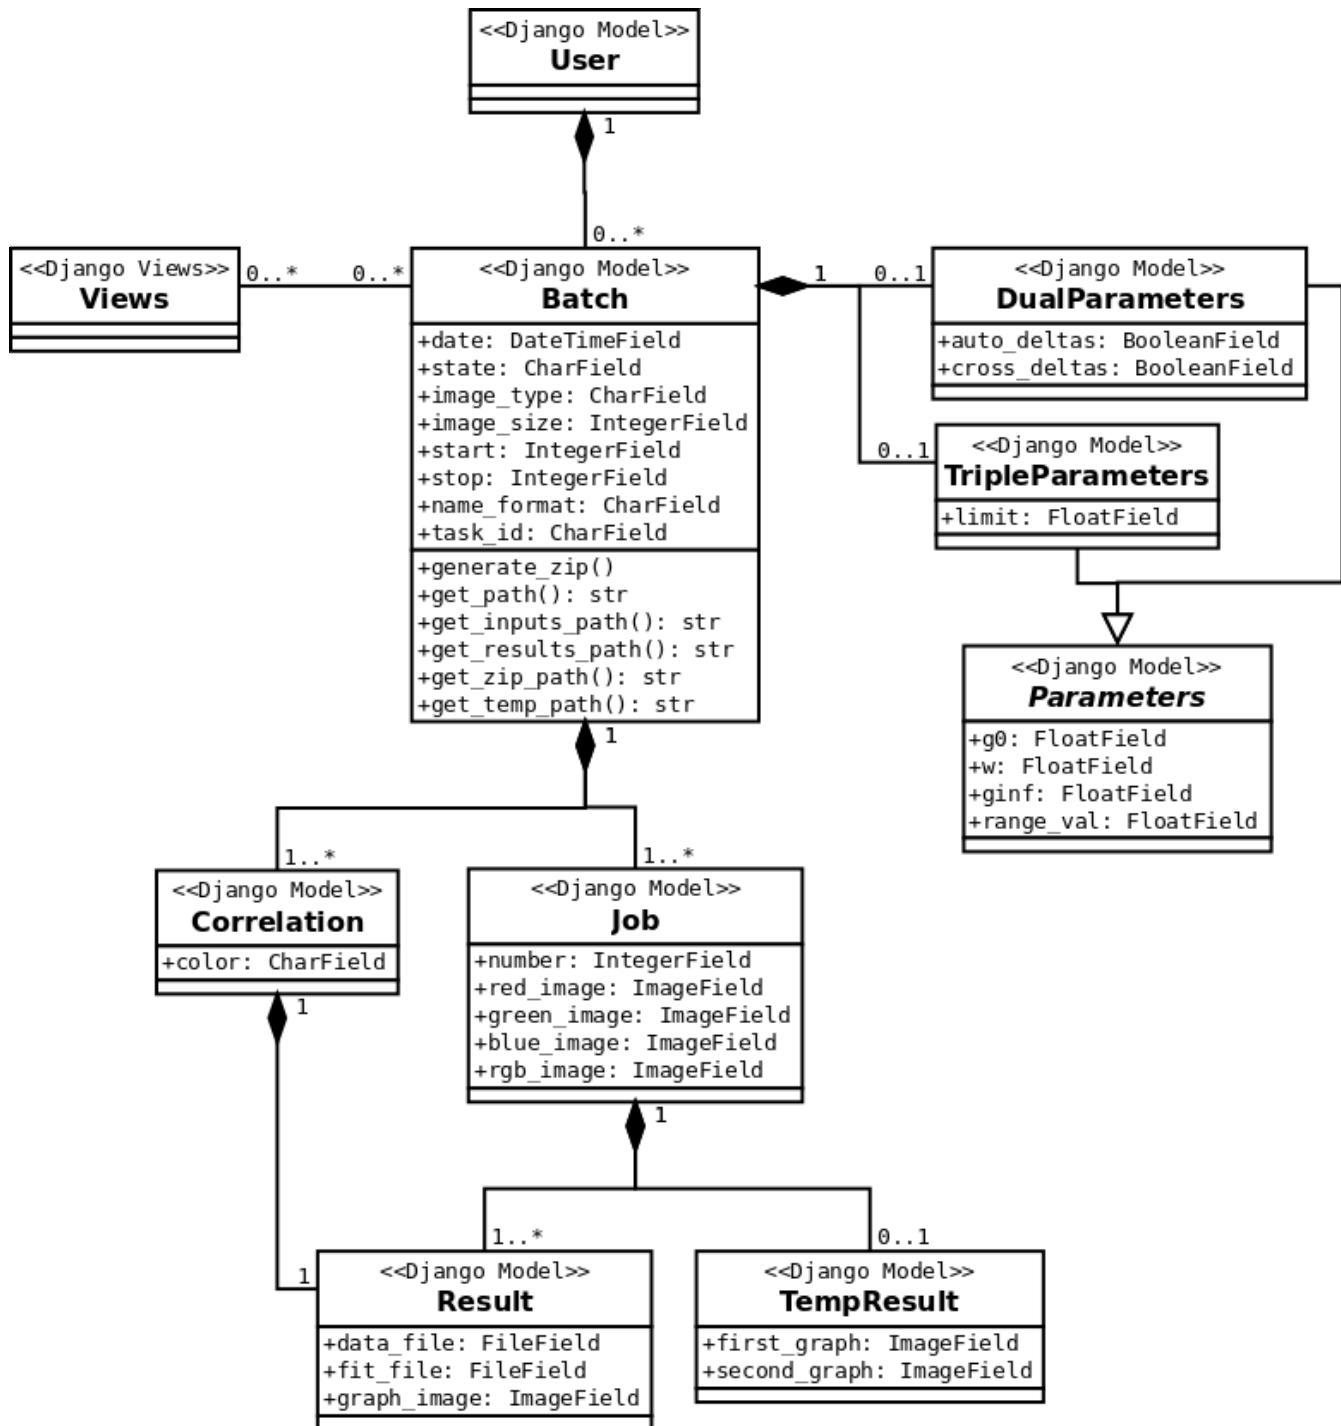 <<Django Model>>
User
1
0..*
<<Django Views>>
Views
0..*
0..*
<<Django Model>>
Batch
+date: DateTimeField
+state: CharField
+image_type: CharField
+image_size: IntegerField
+start: IntegerField
+stop: IntegerField
+name_format: CharField
+task_id: CharField
+generate_zip()
+get_path(): str
+get_inputs_path(): str
+get_results_path(): str
+get_zip_path(): str
+get_temp_path(): str
1
0..1
<<Django Model>>
DualParameters
+auto_deltas: BooleanField
+cross_deltas: BooleanField
0..1
<<Django Model>>
TripleParameters
+limit: FloatField
<<Django Model>>
Parameters
+g0: FloatField
+w: FloatField
+ginf: FloatField
+range_val: FloatField
1
1..*
1..*
<<Django Model>>
Correlation
+color: CharField
1
<<Django Model>>
Job
+number: IntegerField
+red_image: ImageField
+green_image: ImageField
+blue_image: ImageField
+rgb_image: ImageField
1
1..*
0..1
1
<<Django Model>>
Result
+data_file: FileField
+fit_file: FileField
+graph_image: ImageField
<<Django Model>>
TempResult
+first_graph: ImageField
+second_graph: ImageField